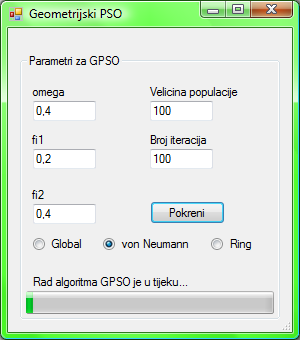 Geometrijski PSO
Parametri za GPSO
omega
Velicina populacije
0,4
100
fi1
Broj iteracija
0,2
100
fi2
0,4
Pokreni
Global
von Neumann
Ring
Rad algoritma GPSO je u tijeku...